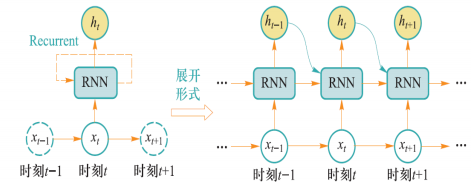 h_t
Recurrent
RNN
x_{t-1} x_t x_{t+1}
时刻t-1 时刻t 时刻t+1
展开
形式
h_{t-1} h_t h_{t+1}
... RNN RNN RNN ...
... x_{t-1} x_t x_{t+1} ...
时刻t-1 时刻t 时刻t+1